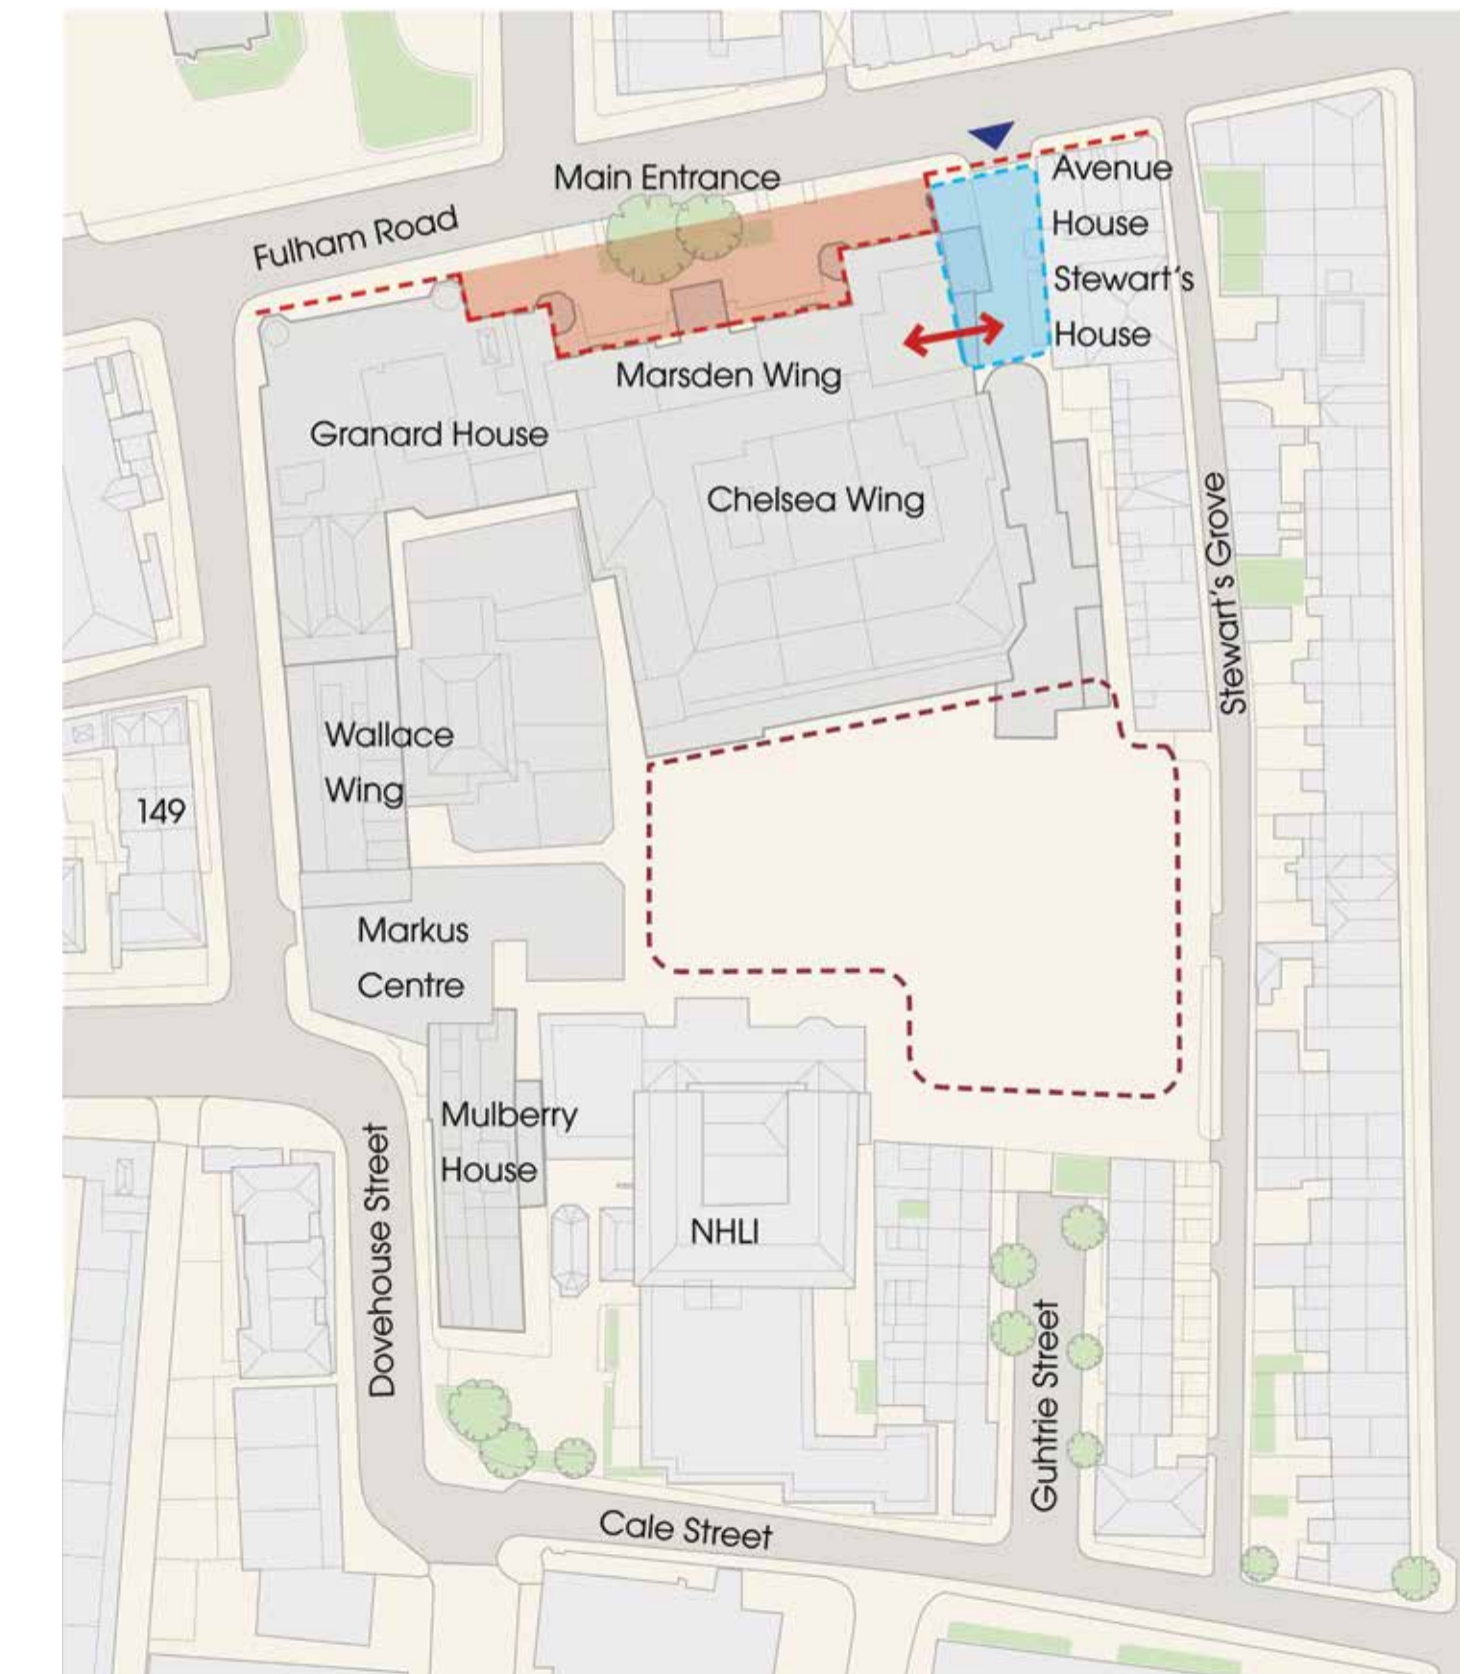 Main Entrance
Fulham Road
Avenue
House
Stewart's
House
Marsden Wing
Granard House
Chelsea Wing
Stewart's Grove
Wallace
Wing
149
Markus
Centre
Mulberry
House
Dovehouse Street
NHLI
Guhtrie Street
Cale Street